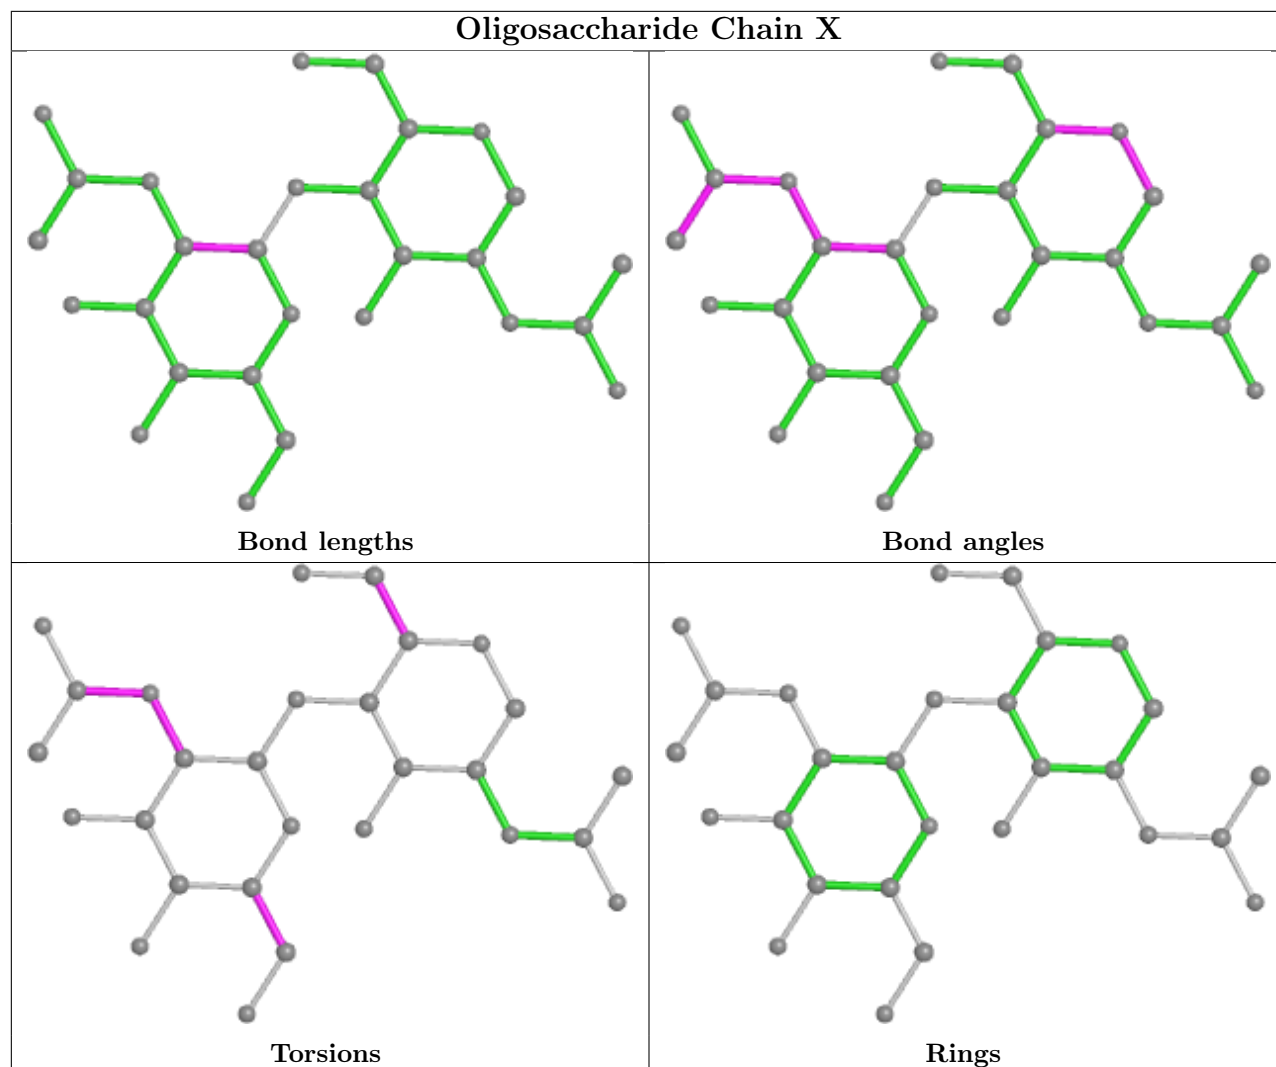 Oligosaccharide Chain X
Bond lengths
Bond angles
Torsions
Rings